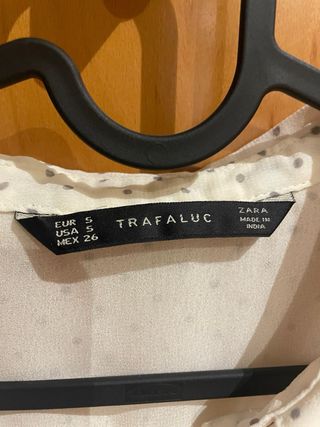 EUR S
USA S
MEX 26
TRAFALUC
ZARA
MADE IN
INDIA